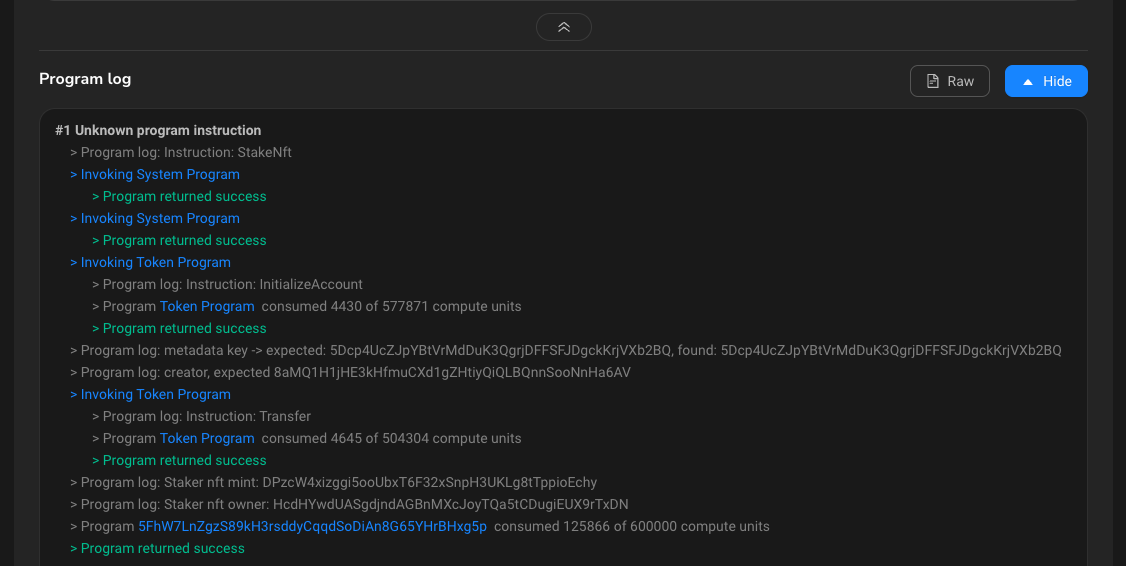 Program log
Raw
Hide
#1 Unknown program instruction
> Program log: Instruction: StakeNft
> Invoking System Program
> Program returned success
> Invoking System Program
> Program returned success
> Invoking Token Program
> Program log: Instruction: InitializeAccount
> Program Token Program consumed 4430 of 577871 compute units
> Program returned success
> Program log: metadata key -> expected: 5Dcp4UcZJpYBtVrMdDuK3QgrjDFFSFJDgckKrjVXb2BQ, found: 5Dcp4UcZJpYBtVrMdDuK3QgrjDFFSFJDgckKrjVXb2BQ
> Program log: creator, expected 8aMQ1H1jHE3kHfmuCXd1gZHtiyQiQLBQnnSooNnHa6AV
> Invoking Token Program
> Program log: Instruction: Transfer
> Program Token Program consumed 4645 of 504304 compute units
> Program returned success
> Program log: Staker nft mint: DPzcW4xizggi5ooUbxT6F32xSnpH3UKLg8tTppioEchy
> Program log: Staker nft owner: HcdHYwdUASgdjndAGBnMXcJoyTQa5tCDugiEUX9rTxDN
> Program 5FhW7LnZgzS89kH3rsddyCqqdSoDiAn8G65YHrBHxg5p consumed 125866 of 600000 compute units
> Program returned success